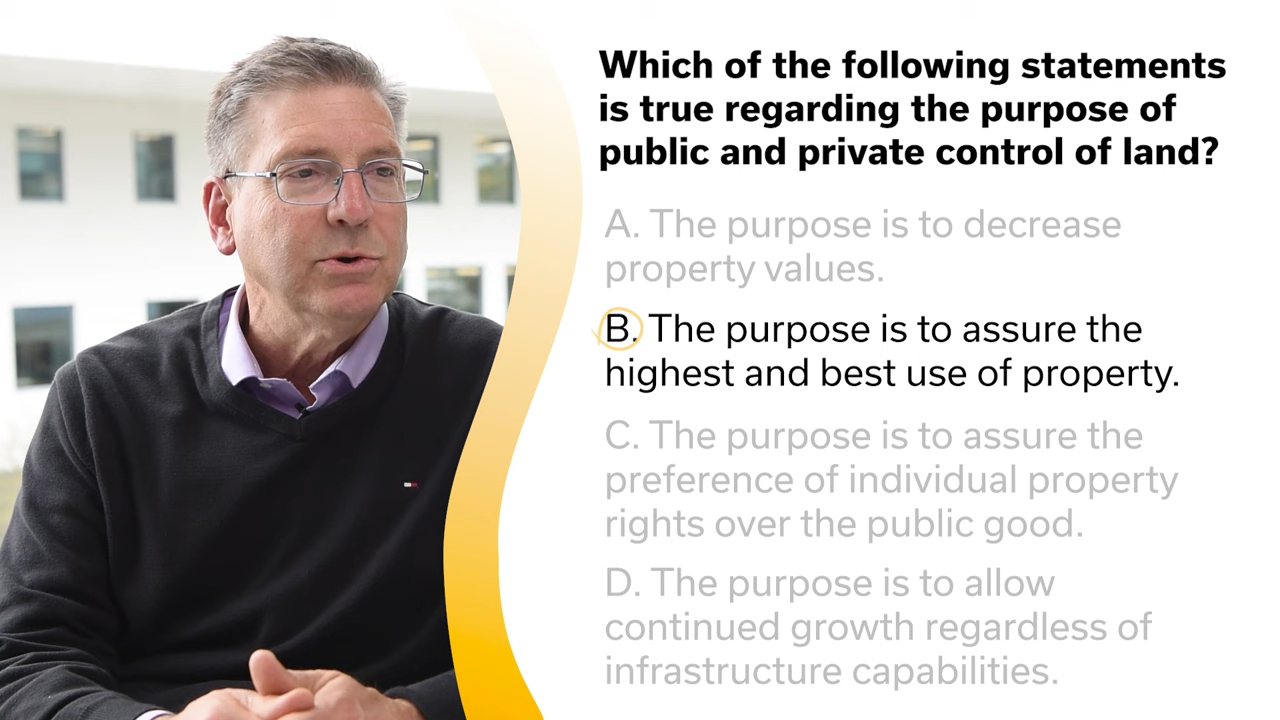 Which of the following statements
is true regarding the purpose of
public and private control of land?
A. The purpose is to decrease
property values.
B. The purpose is to assure the
highest and best use of property.
C. The purpose is to assure the
preference of individual property
rights over the public good.
D. The purpose is to allow
continued growth regardless of
infrastructure capabilities.